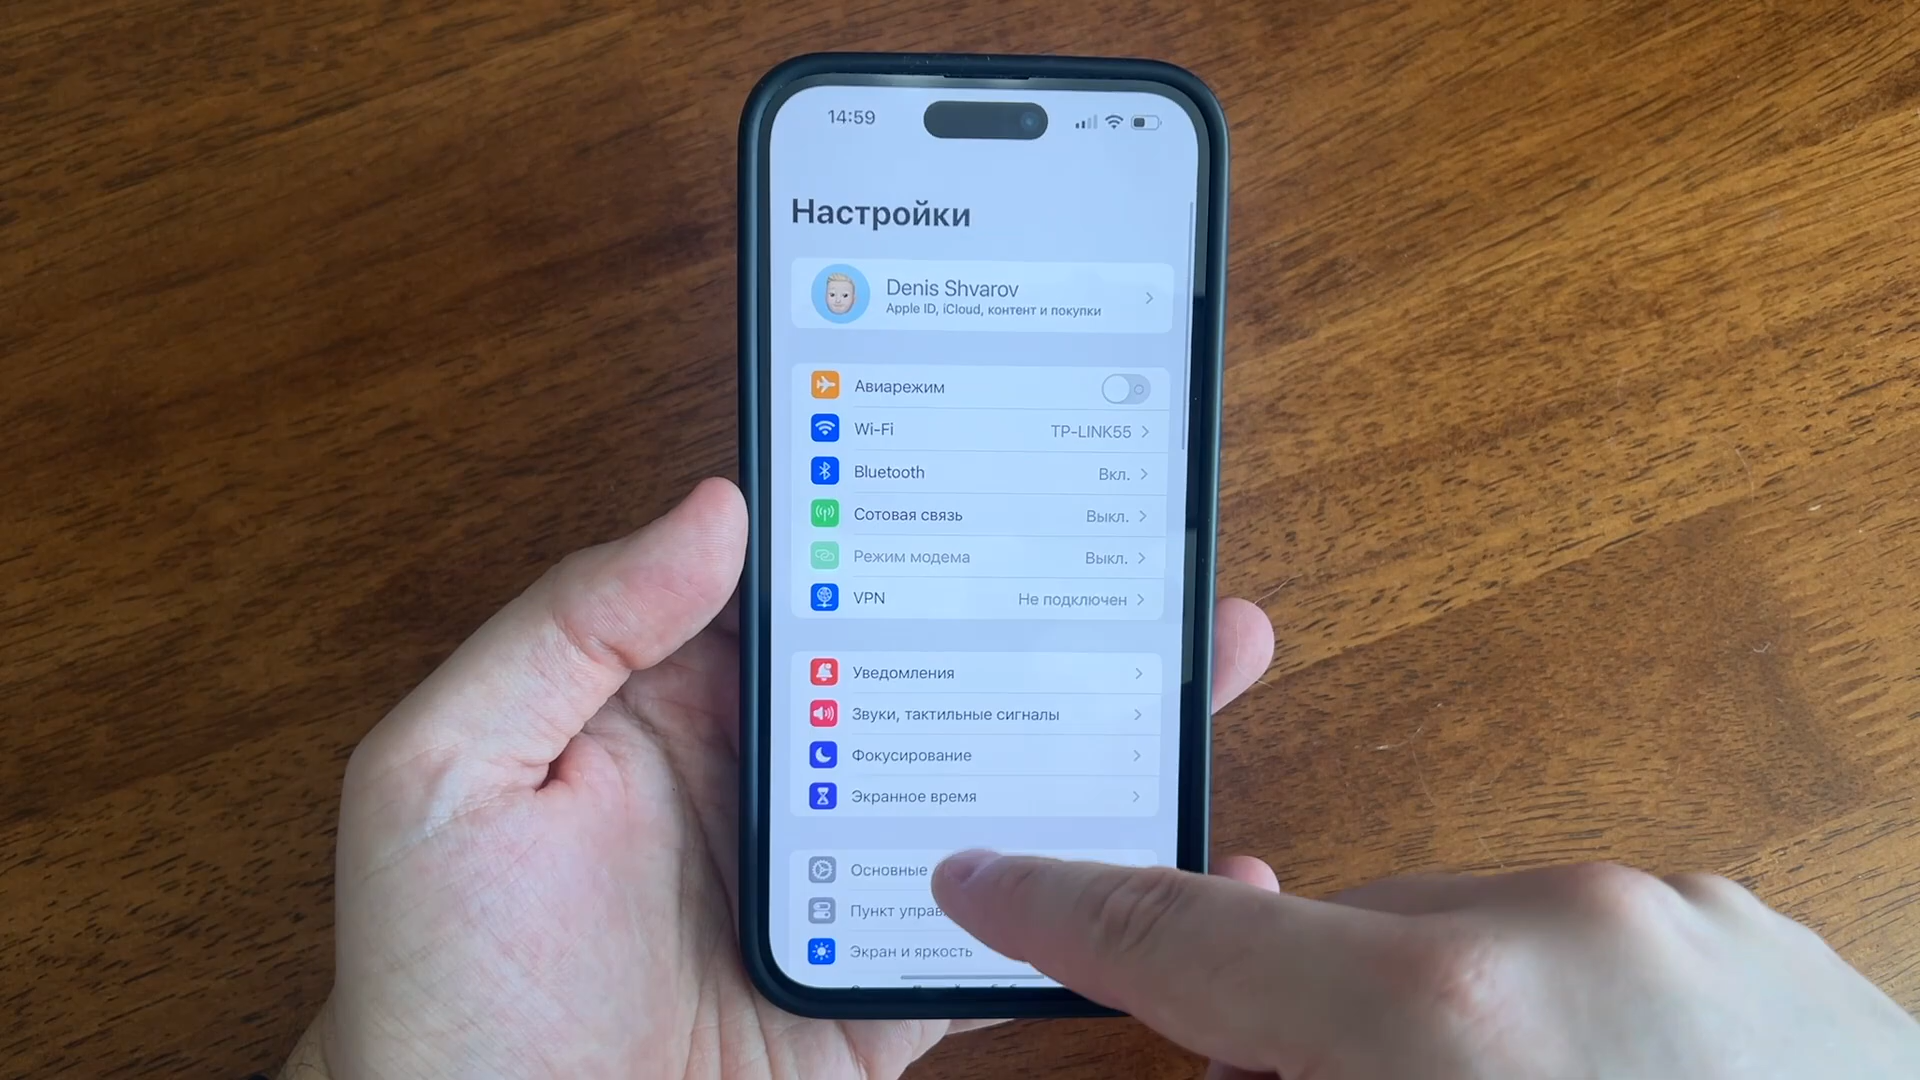 14:59
Настройки
Denis Shvarov
Apple ID, iCloud, контент и покупки
Авиарежим
Wi-Fi TP-LINK55
Bluetooth Вкл.
Сотовая связь Выкл.
Режим модема Выкл.
VPN Не подключен
Уведомления
Звуки, тактильные сигналы
Фокусирование
Экранное время
Основные
Пункт
Экран и яркость